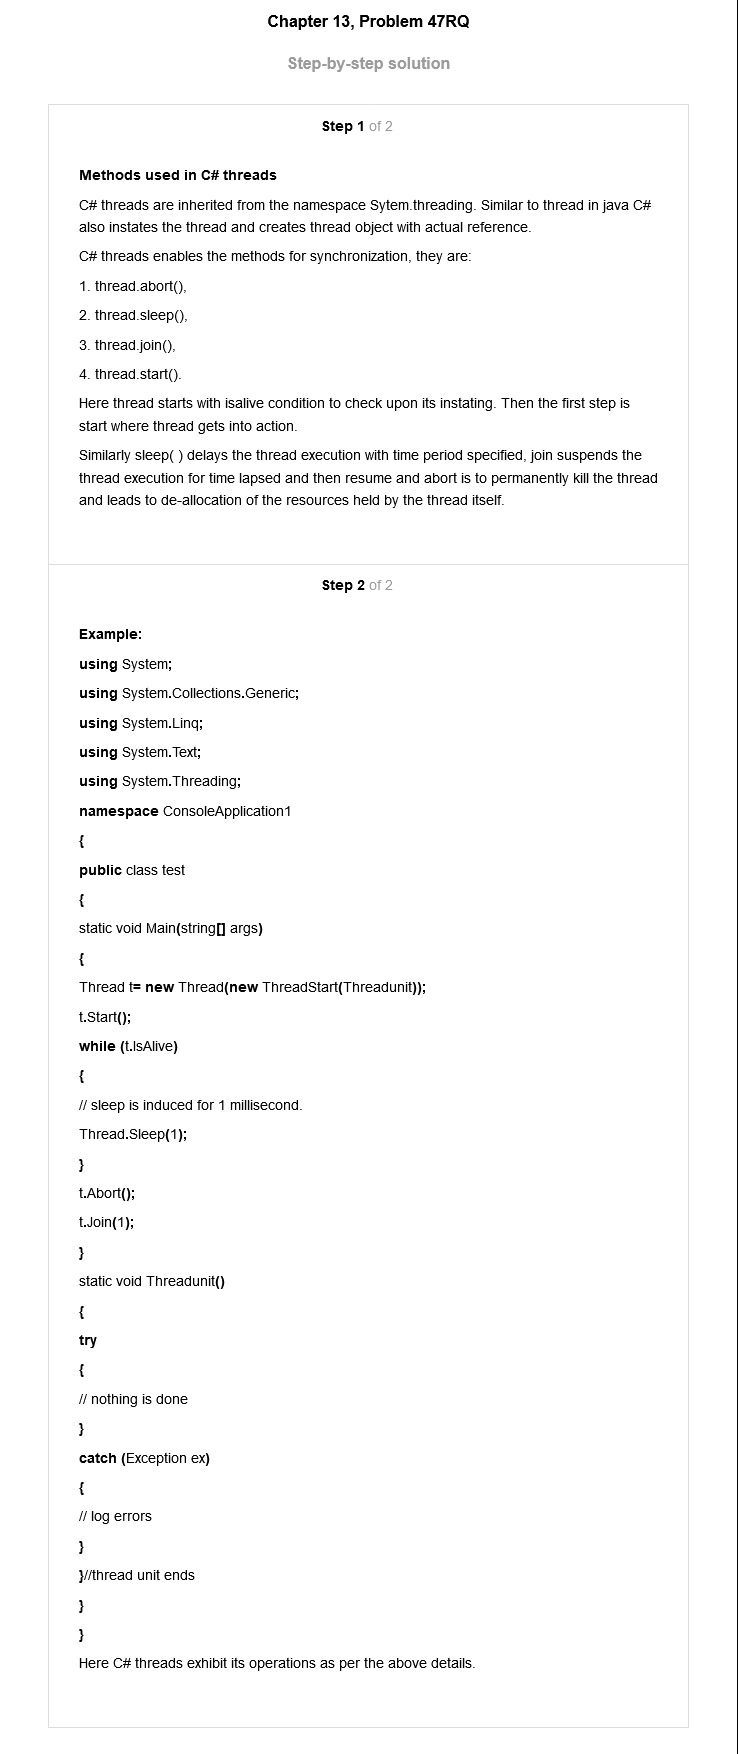 Chapter 13, Problem 47RQ
Step-by-step solution
Step 1 of 2
Methods used in C# threads
C# threads are inherited from the namespace Sytem.threading. Similar to thread in java C#
also instates the thread and creates thread object with actual reference.
C# threads enables the methods for synchronization, they are:
1. thread.abort(),
2. thread.sleep(),
3. thread.join(),
4. thread.start().
Here thread starts with isalive condition to check upon its instating. Then the first step is
start where thread gets into action.
Similarly sleep( ) delays the thread execution with time period specified, join suspends the
thread execution for time lapsed and then resume and abort is to permanently kill the thread
and leads to de-allocation of the resources held by the thread itself.
Step 2 of 2
Example:
using System;
using System.Collections.Generic;
using System.Linq;
using System.Text;
using System.Threading;
namespace ConsoleApplication1
{
public class test
{
static void Main(string[] args)
{
Thread t= new Thread(new ThreadStart(Threadunit));
t.Start();
while (t.IsAlive)
{
// sleep is induced for 1 millisecond.
Thread.Sleep(1);
}
t.Abort();
t.Join(1);
}
static void Threadunit()
{
try
{
// nothing is done
}
catch (Exception ex)
{
// log errors
}
}//thread unit ends
}
}
Here C# threads exhibit its operations as per the above details.